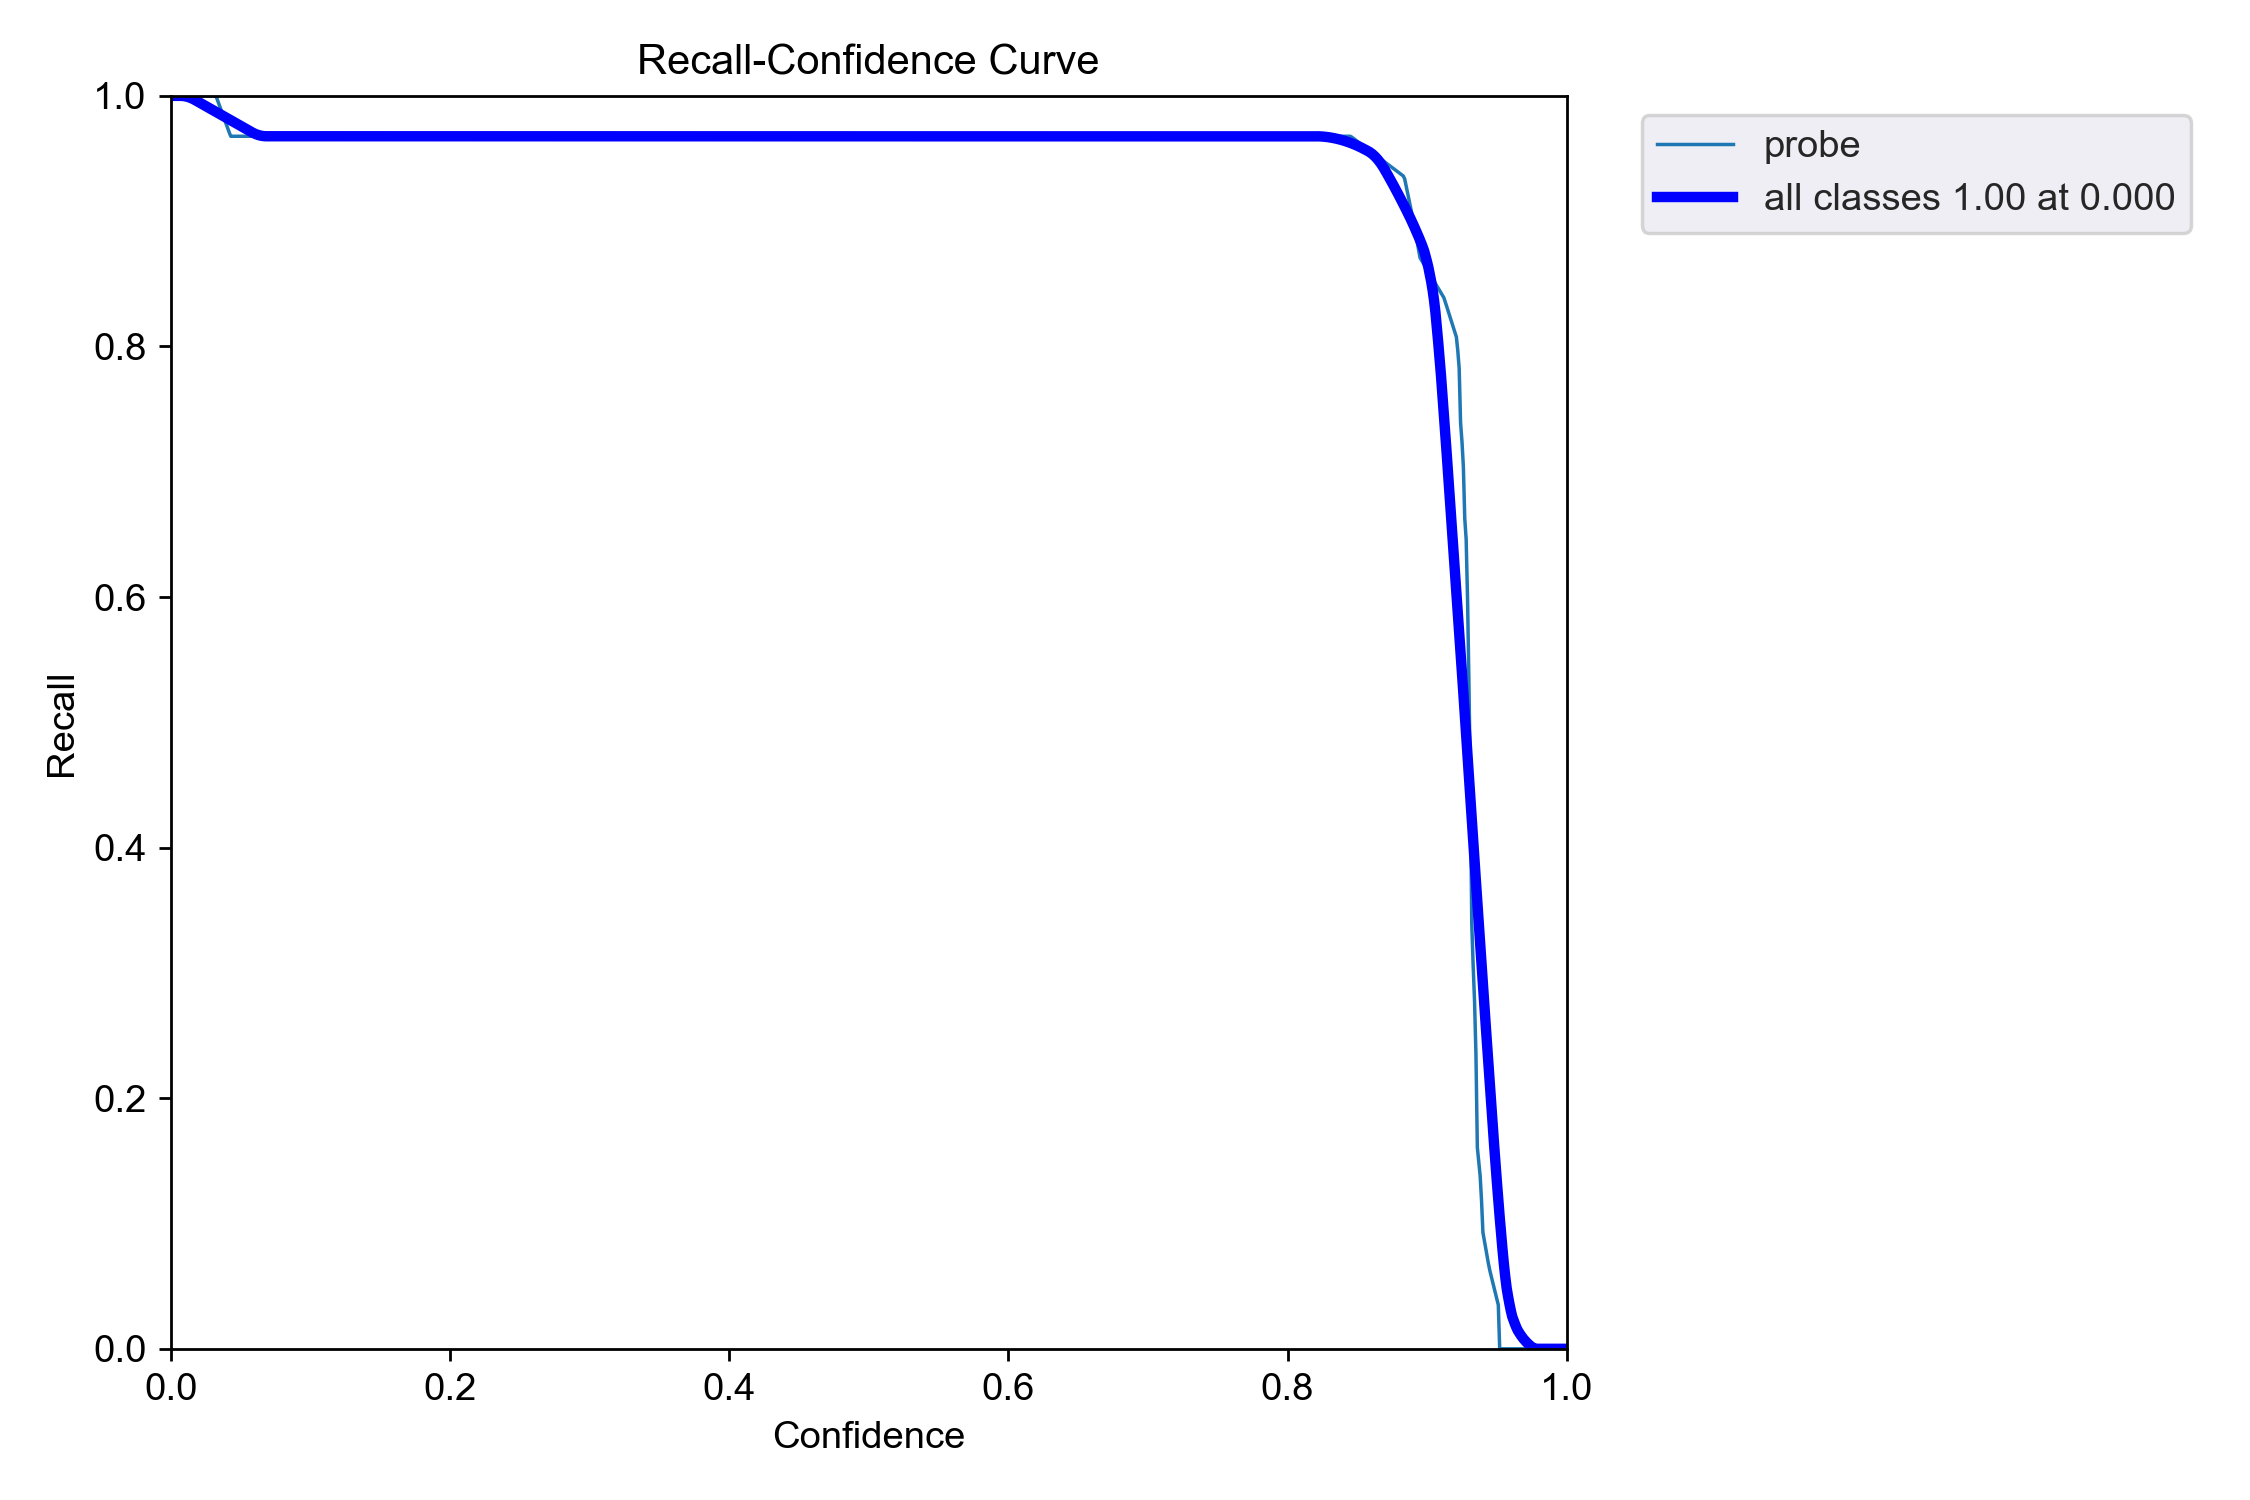 Recall-Confidence Curve
1.0
0.8
0.6
0.4
0.2
0.0
Recall
0.0 0.2 0.4 0.6 0.8 1.0
Confidence
probe
all classes 1.00 at 0.000